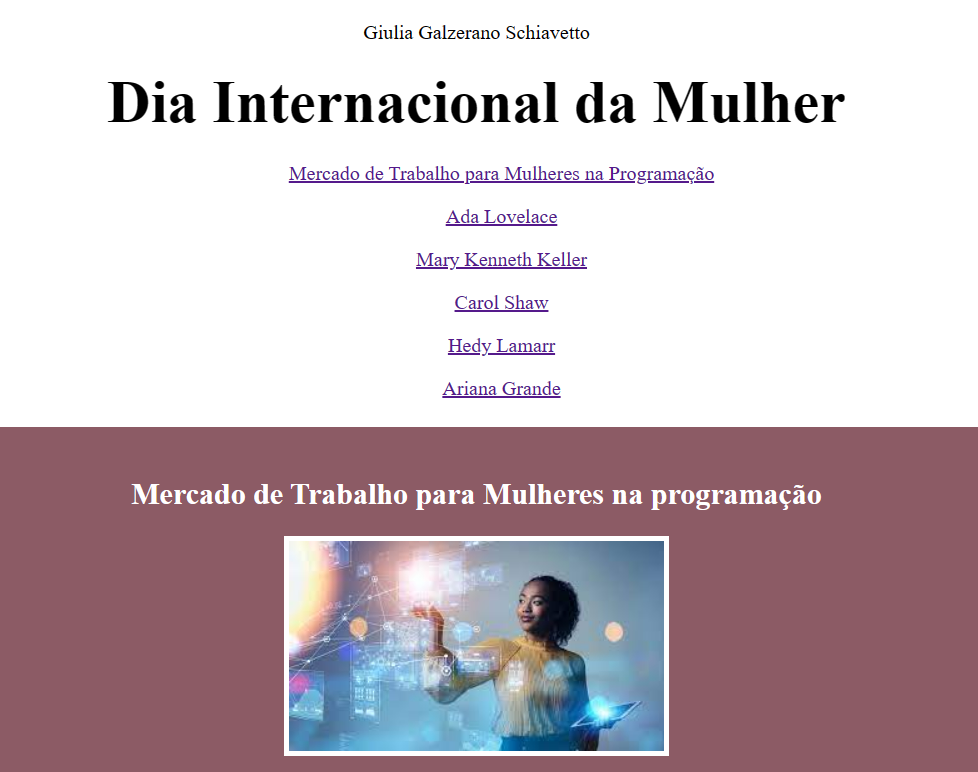 Giulia Galzerano Schiavetto
Dia Internacional da Mulher
Mercado de Trabalho para Mulheres na Programação
Ada Lovelace
Mary Kenneth Keller
Carol Shaw
Hedy Lamarr
Ariana Grande
Mercado de Trabalho para Mulheres na programação